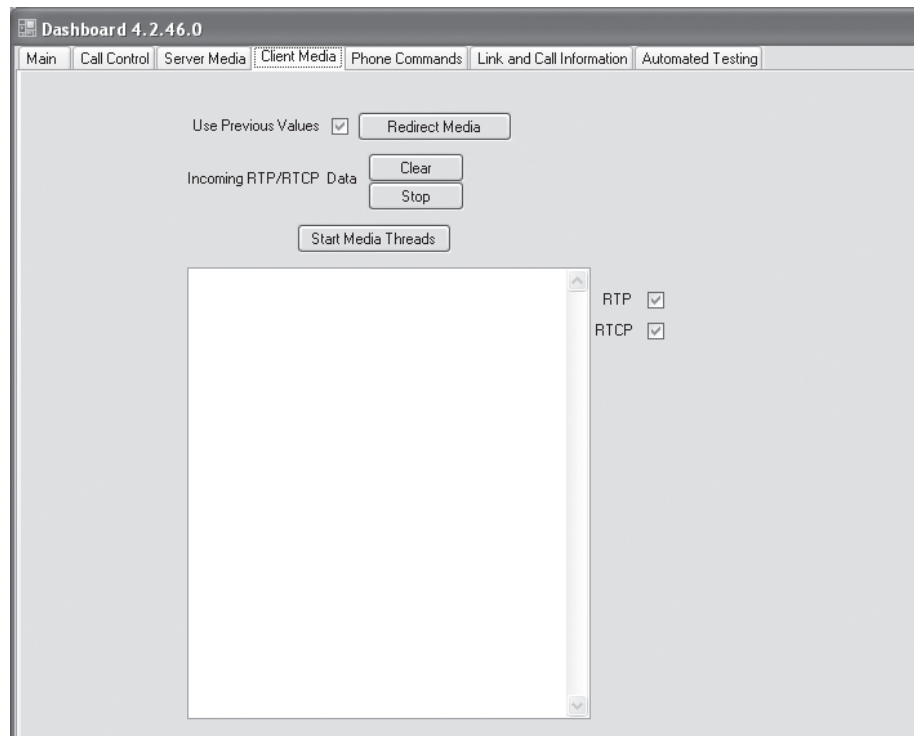 Dashboard 4.2.46.0
Main Call Control Server Media Client Media Phone Commands Link and Call Information Automated Testing
Use Previous Values Redirect Media
Incoming RTP/RTCP Data
Clear
Stop
Start Media Threads
RTP
RTCP